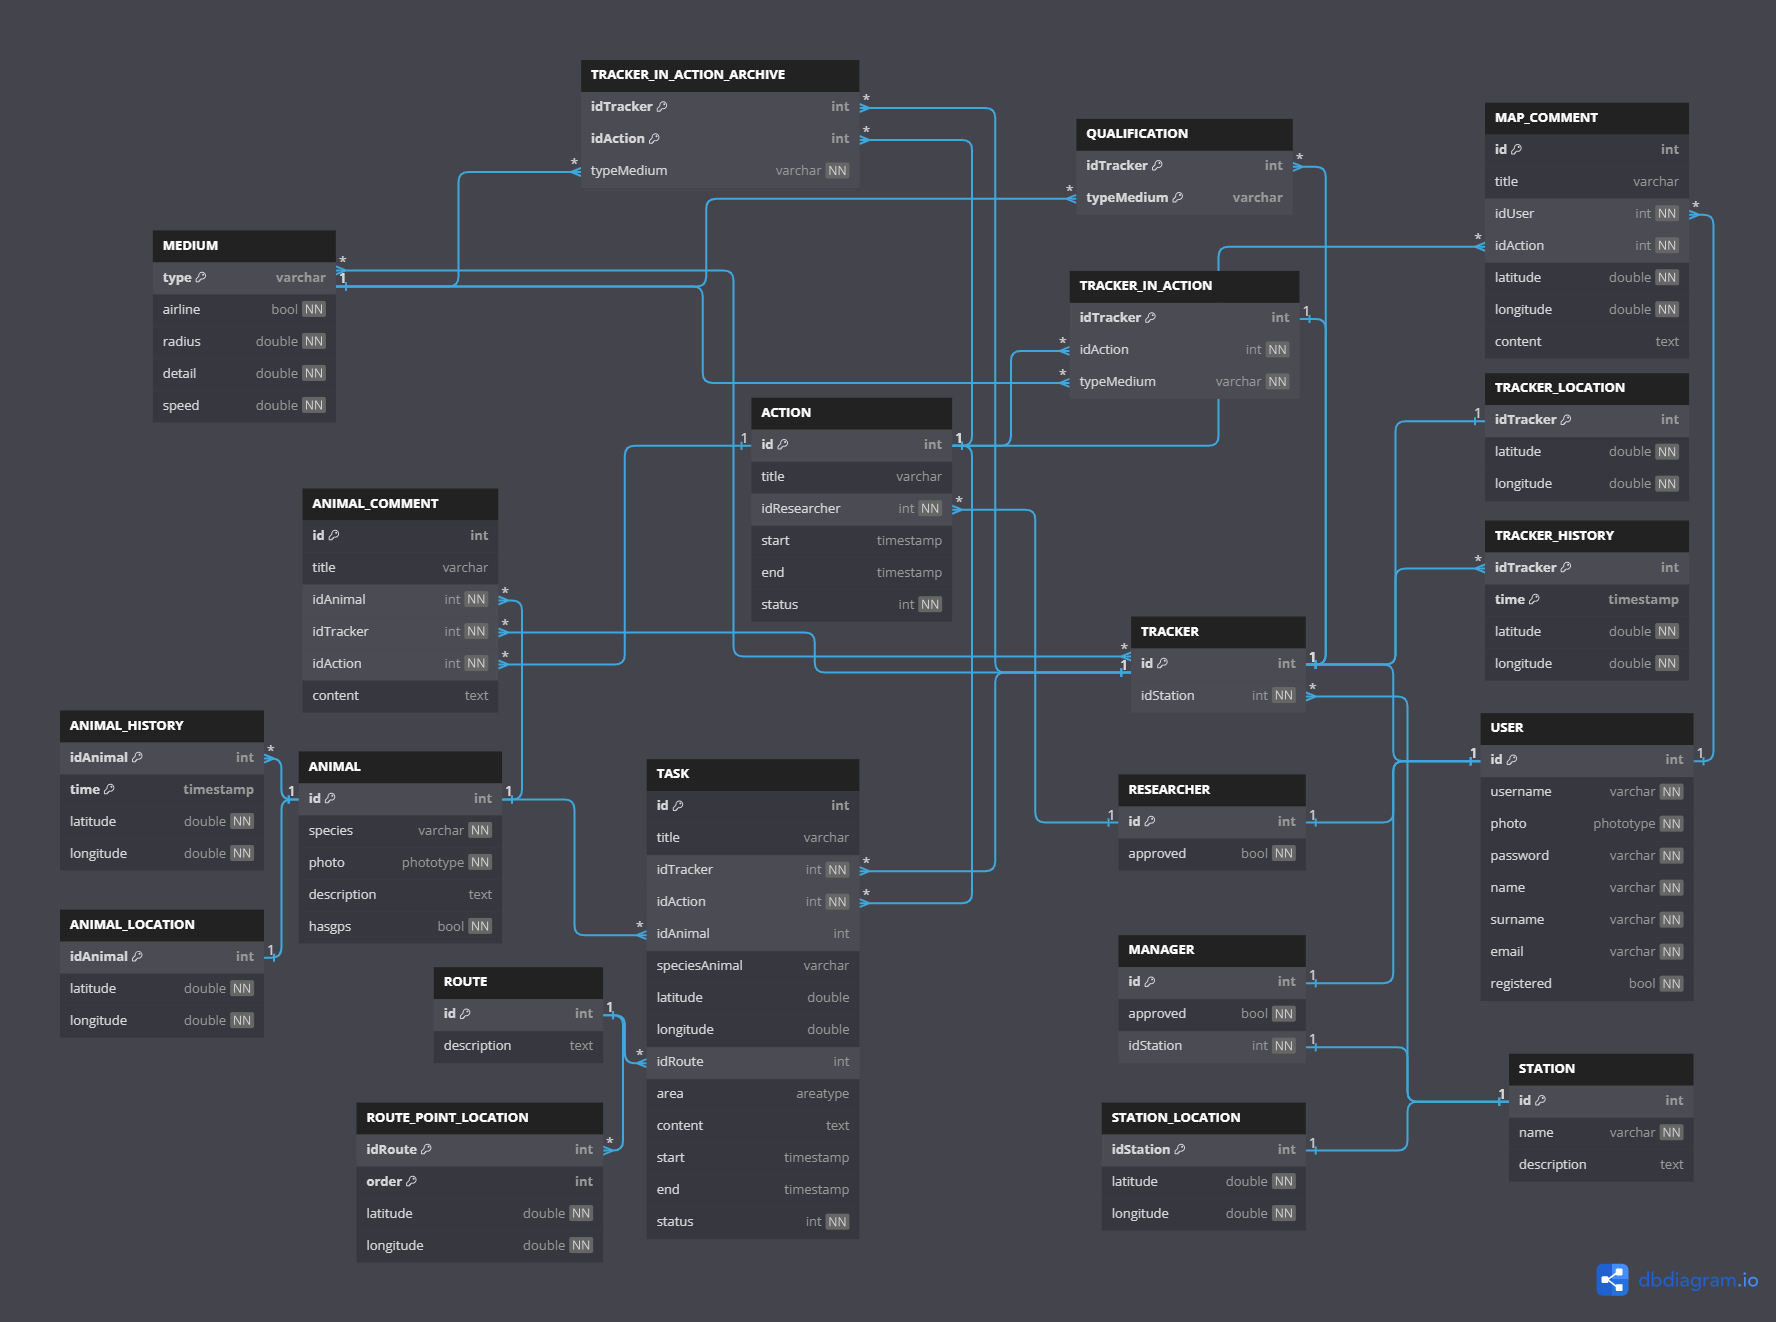 TRACKER_IN_ACTION_ARCHIVE
idTracker int
idAction int
typeMedium varchar NN
QUALIFICATION
idTracker int
typeMedium varchar
MAP_COMMENT
id int
title varchar
idUser int NN
idAction int NN
latitude double NN
longitude double NN
content text
MEDIUM
type varchar
airline bool NN
radius double NN
detail double NN
speed double NN
TRACKER_IN_ACTION
idTracker int
idAction int NN
typeMedium varchar NN
TRACKER_LOCATION
idTracker int
latitude double NN
longitude double NN
ACTION
id int
title varchar
idResearcher int NN
start timestamp
end timestamp
status int NN
ANIMAL_COMMENT
id int
title varchar
idAnimal int NN
idTracker int NN
idAction int NN
content text
TRACKER_HISTORY
idTracker int
time timestamp
latitude double NN
longitude double NN
TRACKER
id int
idStation int NN
ANIMAL_HISTORY
idAnimal int
time timestamp
latitude double NN
longitude double NN
ANIMAL
id int
species varchar NN
photo phototype NN
description text
hasgps bool NN
TASK
id int
title varchar
idTracker int NN
idAction int NN
idAnimal int
speciesAnimal varchar
latitude double
longitude double
idRoute int
area areatype
content text
start timestamp
end timestamp
status int NN
RESEARCHER
id int
approved bool NN
USER
id int
username varchar NN
photo phototype NN
password varchar NN
name varchar NN
surname varchar NN
email varchar NN
registered bool NN
ANIMAL_LOCATION
idAnimal int
latitude double NN
longitude double NN
ROUTE
id int
description text
MANAGER
id int
approved bool NN
idStation int NN
ROUTE_POINT_LOCATION
idRoute int
order int
latitude double NN
longitude double NN
STATION_LOCATION
idStation int
latitude double NN
longitude double NN
STATION
id int
name varchar NN
description text
dbdiagram.io